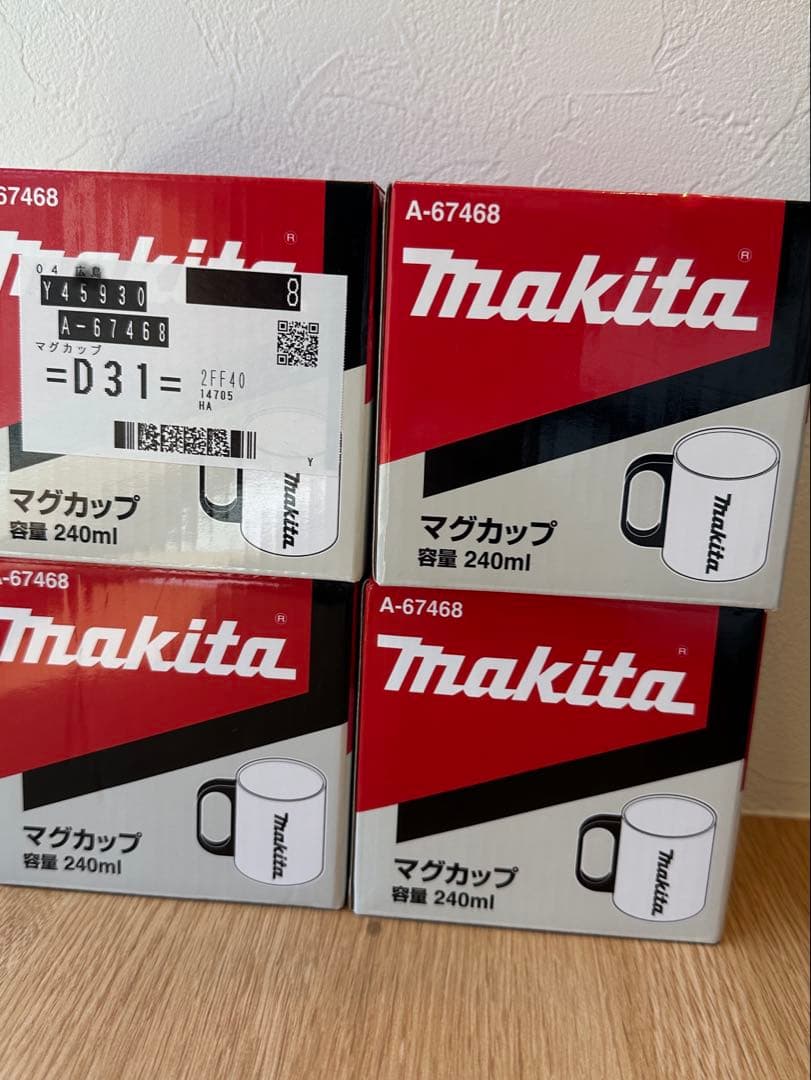 67468
makita
®
04 広島
Y45930
8
A-67468
マグカップ
=D31=
2FF40
14705
HA
Y
マグカップ
容量 240ml
makita
A-67468
makita
®
マグカップ
容量 240ml
makita
A-67468
makita
®
マグカップ
容量 240ml
makita
A-67468
makita
®
マグカップ
容量 240ml
makita